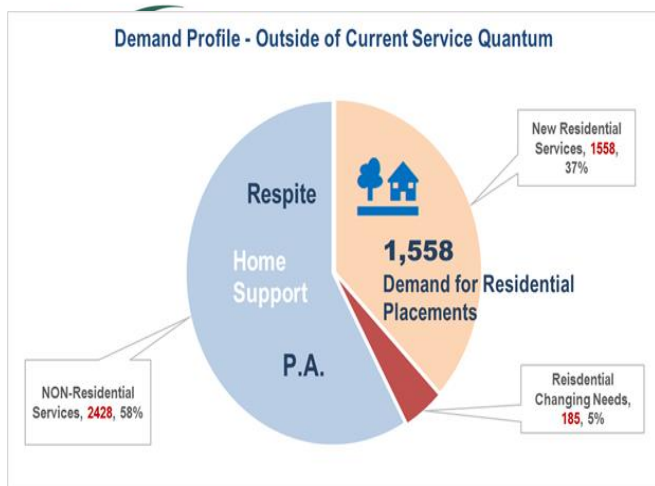 Demand Profile - Outside of Current Service Quantum
New Residential
Services, 1558,
37%
Respite
1,558
Home
Support
Demand for Residential
Placements
P.A.
NON-Residential
Services, 2428, 58%
Reisdential
Changing Needs,
185, 5%